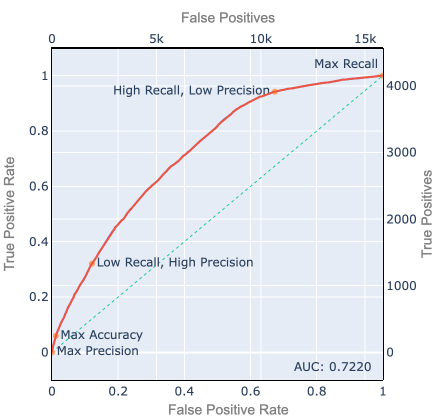 False Positives
0 5k 10k 15k
Max Recall
1
High Recall, Low Precision
4000
0.8
3000
0.6
True Positive Rate
True Positives
2000
0.4
Low Recall, High Precision
1000
0.2
Max Accuracy
0
Max Precision
0
AUC: 0.7220
0 0.2 0.4 0.6 0.8 1
False Positive Rate